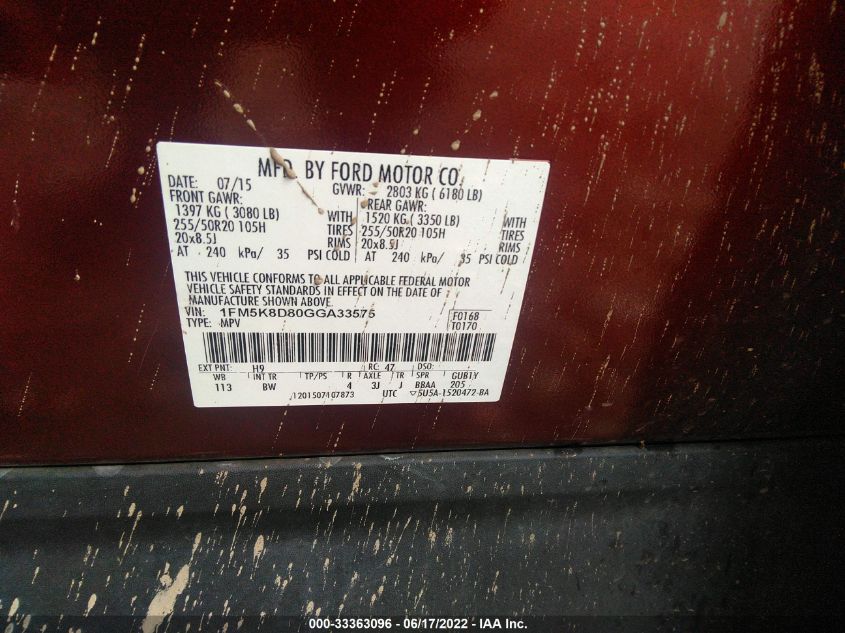 MFD. BY FORD MOTOR CO.
DATE: 07/15 GVWR: 2803 KG ( 6180 LB)
FRONT GAWR: REAR GAWR:
1397 KG ( 3080 LB) WITH 1520 KG ( 3350 LB) WITH
255/50R20 105H TIRES 255/50R20 105H TIRES
20x8.5J RIMS 20x8.5J RIMS
AT 240 kPa/ 35 PSI COLD AT 240 kPa/ 35 PSI COLD
THIS VEHICLE CONFORMS TO ALL APPLICABLE FEDERAL MOTOR
VEHICLE SAFETY STANDARDS IN EFFECT ON THE DATE OF
MANUFACTURE SHOWN ABOVE.
VIN: 1FM5K8D80GGA33575 F0168
TYPE: MPV T0170
EXT PNT: H9 RC: 47 DSO:
WB INT TR TP/PS R AXLE TR SPR GUB1Y
113 BW 4 3J J BBAA 205
1201507107873 UTC ▽5U5A-1520472-BA
000-33363096 - 06/17/2022 - IAA Inc.